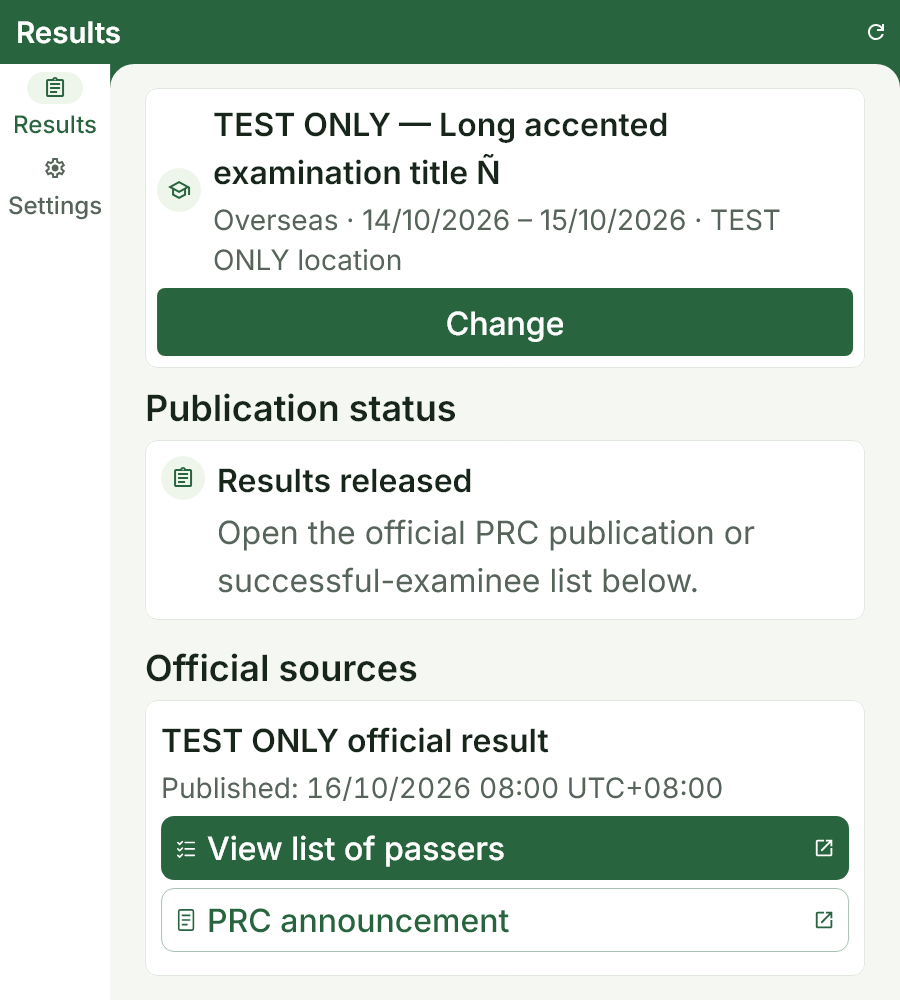 Results
Results
Settings
TEST ONLY — Long accented
examination title Ñ
Overseas · 14/10/2026 – 15/10/2026 · TEST
ONLY location
Change
Publication status
Results released
Open the official PRC publication or
successful-examinee list below.
Official sources
TEST ONLY official result
Published: 16/10/2026 08:00 UTC+08:00
View list of passers
PRC announcement